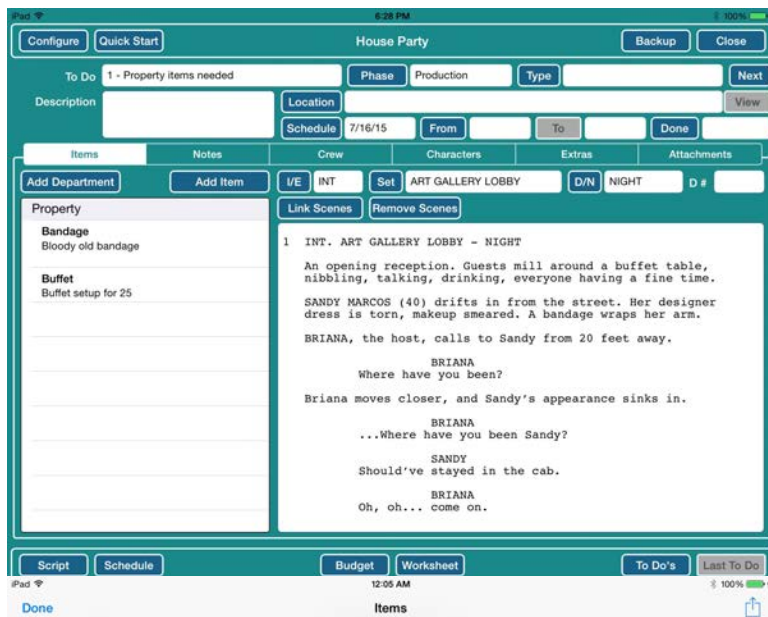 iPad 6:28 PM 100%
Configure Quick Start House Party Backup Close
To Do 1 - Property items needed Phase Production Type Next
Description Location View
Schedule 7/16/15 From To Done
Items Notes Crew Characters Extras Attachments
Add Department Add Item I/E INT Set ART GALLERY LOBBY D/N NIGHT D #
Property Link Scenes Remove Scenes
Bandage
Bloody old bandage
Buffet
Buffet setup for 25
1 INT. ART GALLERY LOBBY - NIGHT
An opening reception. Guests mill around a buffet table,
nibbling, talking, drinking, everyone having a fine time.
SANDY MARCOS (40) drifts in from the street. Her designer
dress is torn, makeup smeared. A bandage wraps her arm.
BRIANA, the host, calls to Sandy from 20 feet away.
BRIANA
Where have you been?
Briana moves closer, and Sandy's appearance sinks in.
BRIANA
...Where have you been Sandy?
SANDY
Should've stayed in the cab.
BRIANA
Oh, oh... come on.
Script Schedule Budget Worksheet To Do's Last To Do
iPad 12:05 AM 100%
Done Items